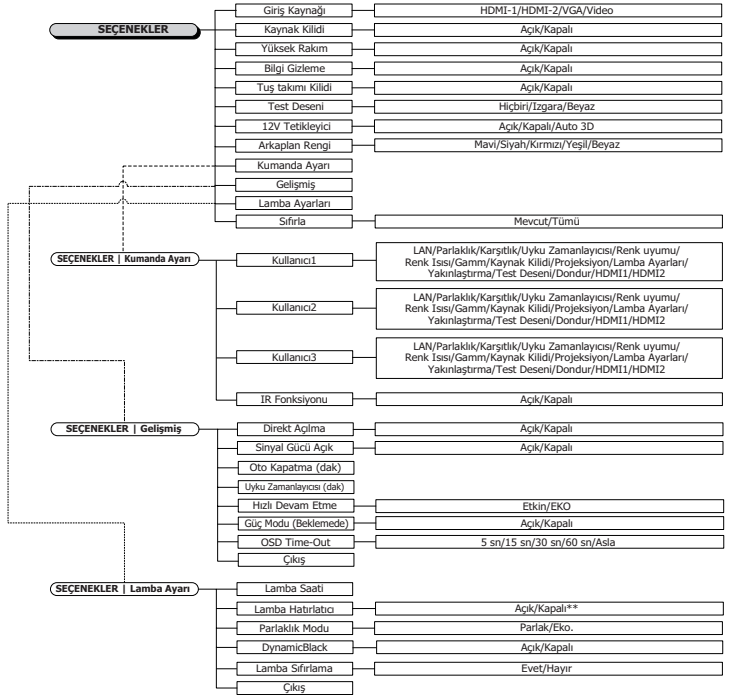 SEÇENEKLER
Giriş Kaynağı HDMI-1/HDMI-2/VGA/Video
Kaynak Kilidi Açık/Kapalı
Yüksek Rakım Açık/Kapalı
Bilgi Gizleme Açık/Kapalı
Tuş takımı Kilidi Açık/Kapalı
Test Deseni Hiçbiri/Izgara/Beyaz
12V Tetikleyici Açık/Kapalı/Auto 3D
Arkaplan Rengi Mavi/Siyah/Kırmızı/Yeşil/Beyaz
Kumanda Ayarı
Gelişmiş
Lamba Ayarları
Sıfırla Mevcut/Tümü
SEÇENEKLER | Kumanda Ayarı
Kullanıcı1
LAN/Parlaklık/Karşıtlık/Uyku Zamanlayıcısı/Renk uyumu/
Renk Isısı/Gamm/Kaynak Kilidi/Projeksiyon/Lamba Ayarları/
Yakınlaştırma/Test Deseni/Dondur/HDMI1/HDMI2
Kullanıcı2
LAN/Parlaklık/Karşıtlık/Uyku Zamanlayıcısı/Renk uyumu/
Renk Isısı/Gamm/Kaynak Kilidi/Projeksiyon/Lamba Ayarları/
Yakınlaştırma/Test Deseni/Dondur/HDMI1/HDMI2
Kullanıcı3
LAN/Parlaklık/Karşıtlık/Uyku Zamanlayıcısı/Renk uyumu/
Renk Isısı/Gamm/Kaynak Kilidi/Projeksiyon/Lamba Ayarları/
Yakınlaştırma/Test Deseni/Dondur/HDMI1/HDMI2
IR Fonksiyonu Açık/Kapalı
SEÇENEKLER | Gelişmiş
Direkt Açılma Açık/Kapalı
Sinyal Gücü Açık Açık/Kapalı
Oto Kapatma (dak)
Uyku Zamanlayıcısı (dak)
Hızlı Devam Etme Etkin/EKO
Güç Modu (Beklemede) Açık/Kapalı
OSD Time-Out 5 sn/15 sn/30 sn/60 sn/Asla
Çıkış
SEÇENEKLER | Lamba Ayarı
Lamba Saati
Lamba Hatırlatıcı Açık/Kapalı**
Parlaklık Modu Parlak/Eko.
DynamicBlack Açık/Kapalı
Lamba Sıfırlama Evet/Hayır
Çıkış